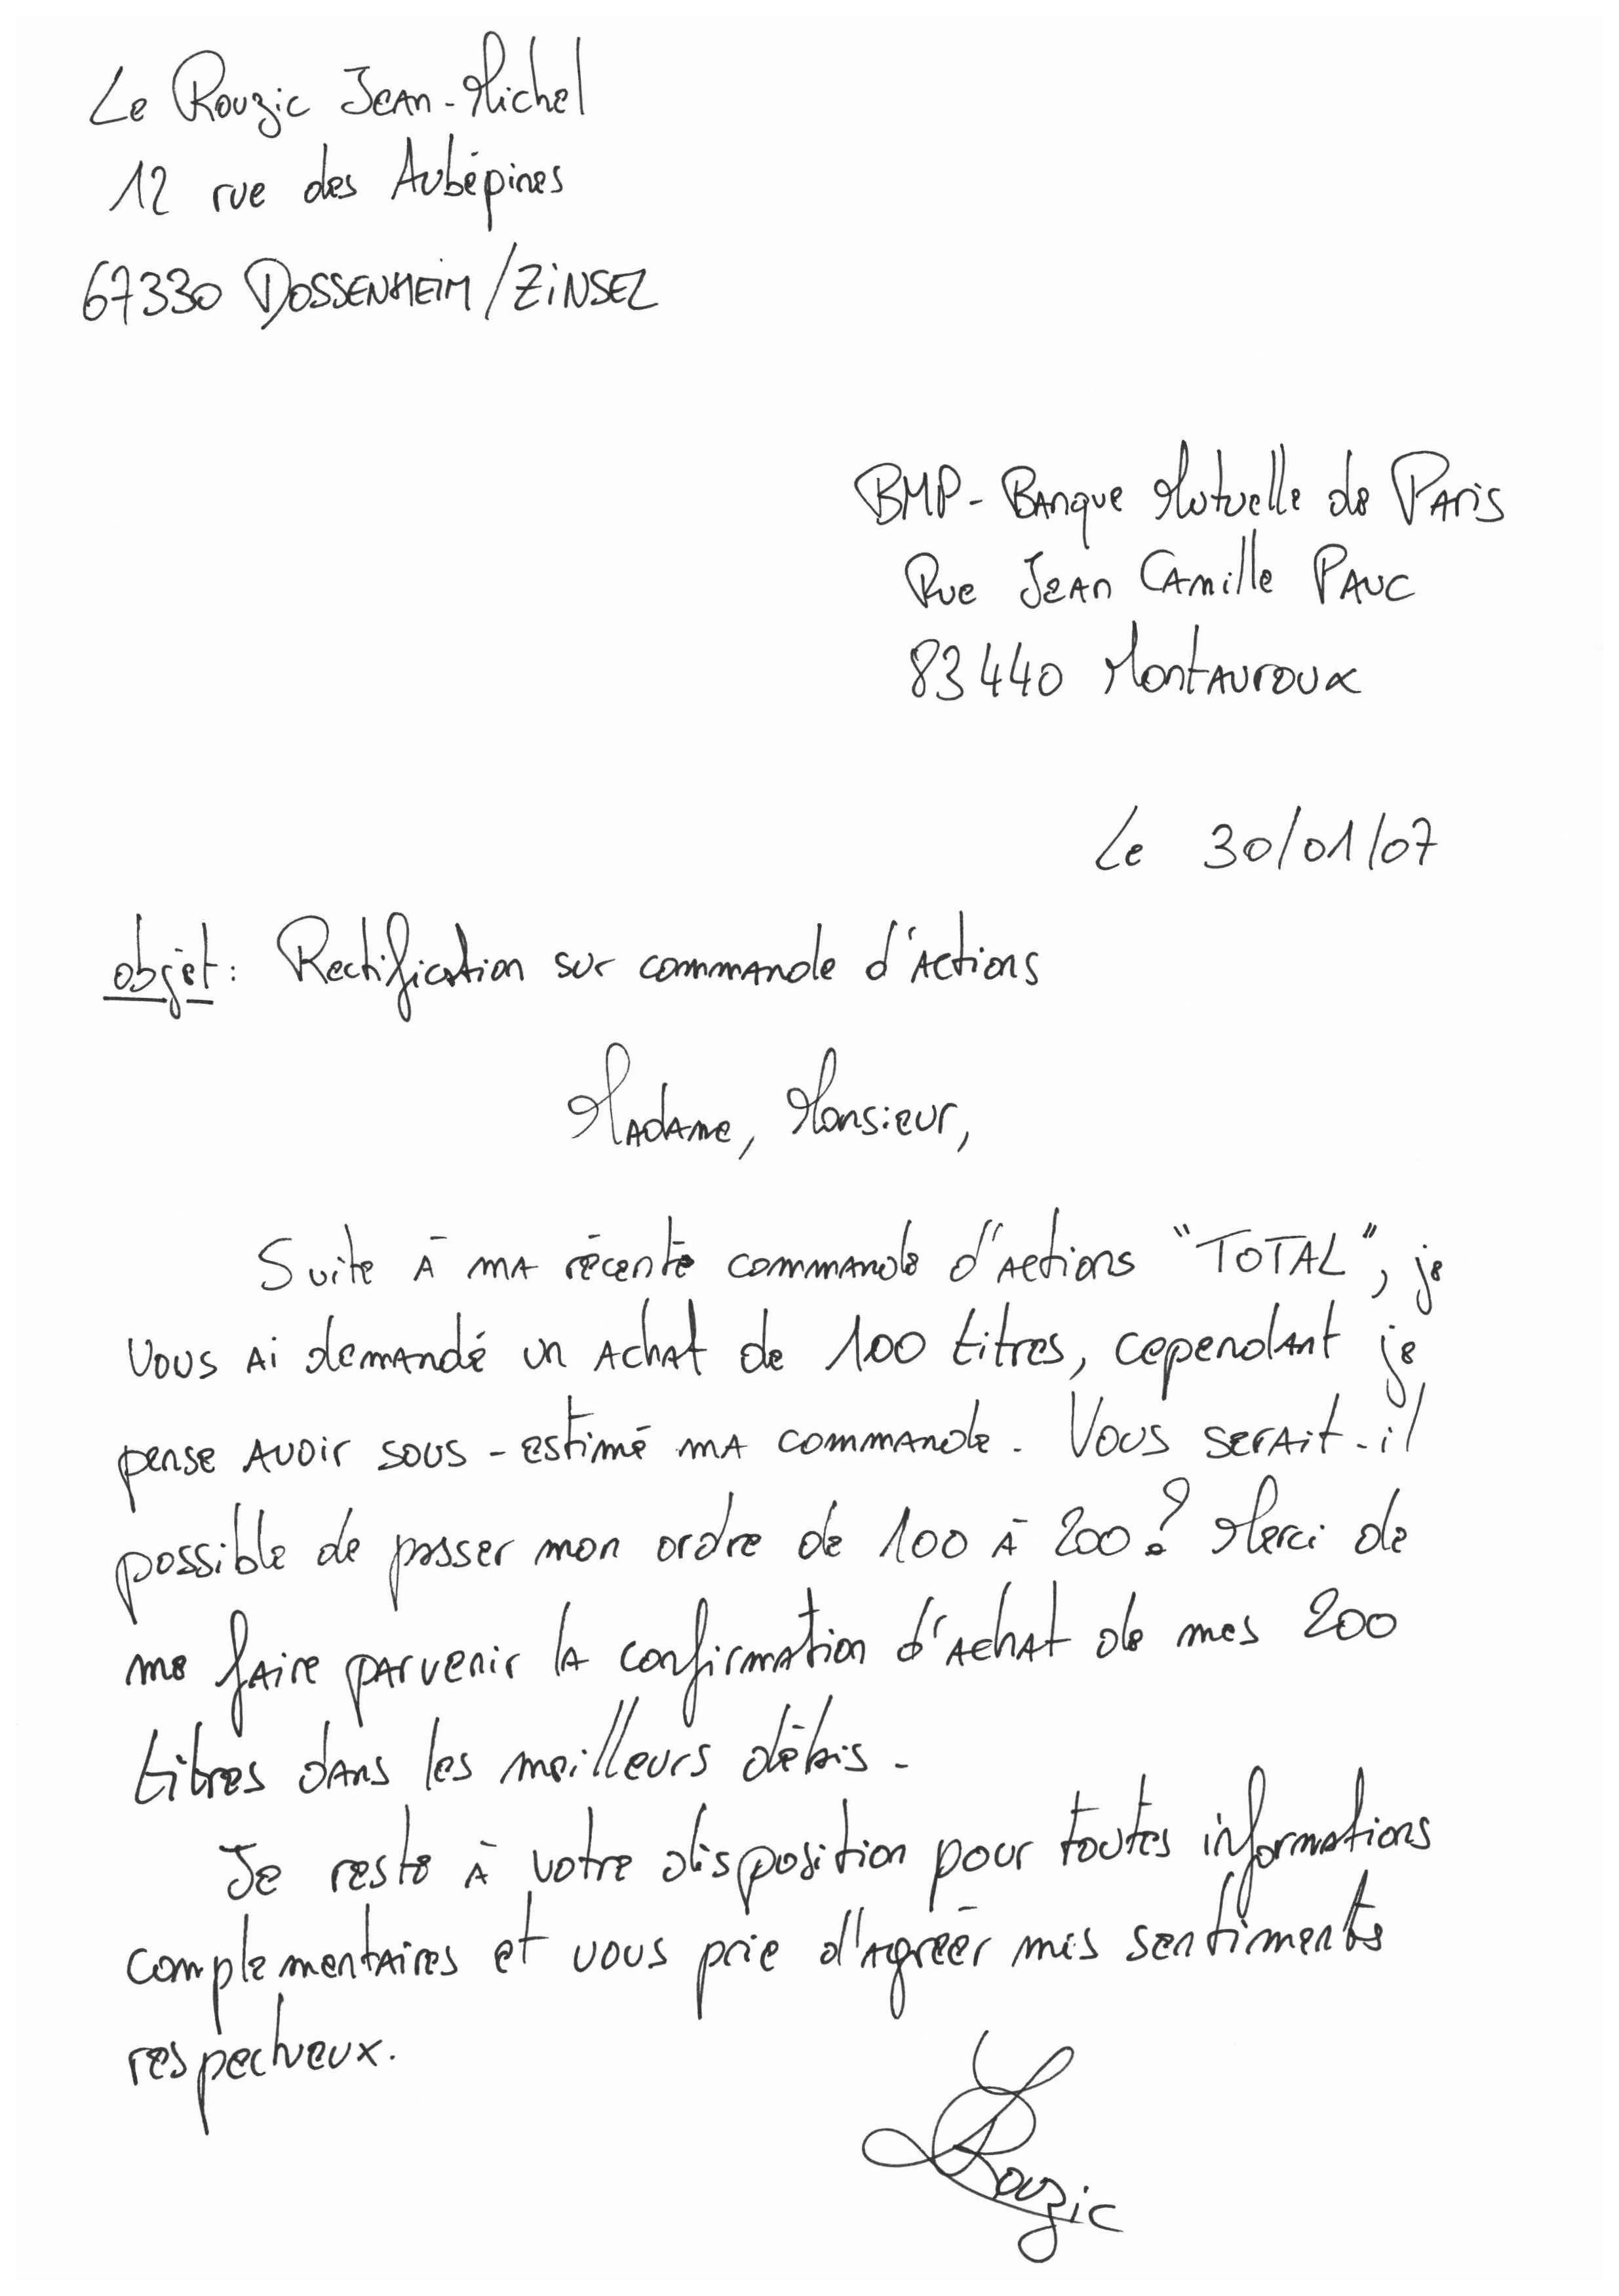 Le Rouzic Jean-Michel
12 rue des Aubépines
67330 DOSSENHEIM/ZINSEL
BMP - Banque Mutuelle de Paris
Rue Jean Camille PAUC
83440 Montauroux
Le 30/01/07
objet : Rectification sur commande d'actions
Madame, Monsieur,
Suite à ma récente commande d'actions "TOTAL", je
vous ai demandé un achat de 100 titres, cependant je
pense avoir sous-estimé ma commande. Vous serait-il
possible de passer mon ordre de 100 à 200? Merci de
me faire parvenir la confirmation d'achat de mes 200
titres dans les meilleurs délais.
Je reste à votre disposition pour toutes informations
complementaires et vous prie d'agréer mes sentiments
respectueux.
Le Rouzic